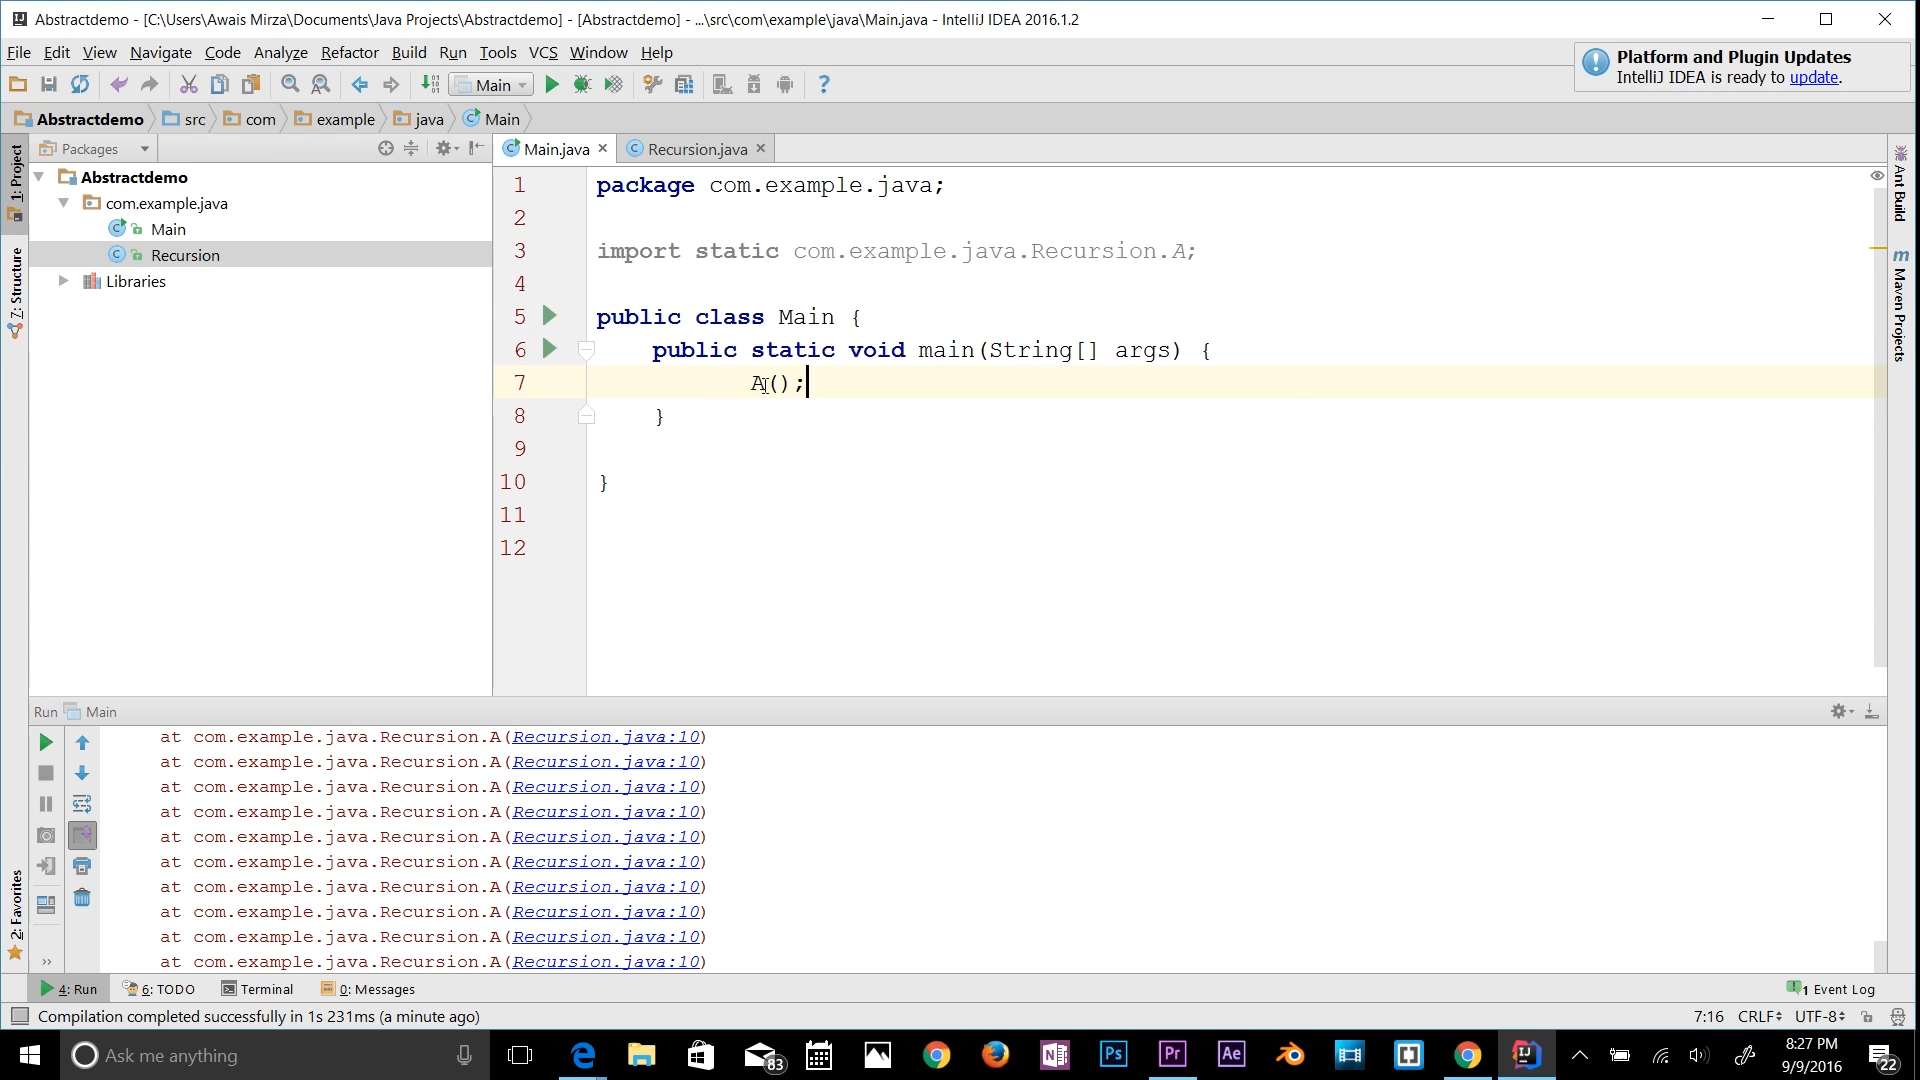 Abstractdemo - [C:\Users\Awais Mirza\Documents\Java Projects\Abstractdemo] - [Abstractdemo] - ...\src\com\example\java\Main.java - IntelliJ IDEA 2016.1.2
File Edit View Navigate Code Analyze Refactor Build Run Tools VCS Window Help
Platform and Plugin Updates
IntelliJ IDEA is ready to update.
Main
Abstractdemo src com example java Main
Packages
Main.java
Recursion.java
1: Project
7: Structure
2: Favorites
Abstractdemo
com.example.java
Main
Recursion
Libraries
1 package com.example.java;
2
3 import static com.example.java.Recursion.A;
4
5 public class Main {
6 public static void main(String[] args) {
7 A();
8 }
9
10 }
11
12
Ant Build
Maven Projects
Run Main
at com.example.java.Recursion.A(Recursion.java:10)
at com.example.java.Recursion.A(Recursion.java:10)
at com.example.java.Recursion.A(Recursion.java:10)
at com.example.java.Recursion.A(Recursion.java:10)
at com.example.java.Recursion.A(Recursion.java:10)
at com.example.java.Recursion.A(Recursion.java:10)
at com.example.java.Recursion.A(Recursion.java:10)
at com.example.java.Recursion.A(Recursion.java:10)
at com.example.java.Recursion.A(Recursion.java:10)
at com.example.java.Recursion.A(Recursion.java:10)
4: Run 6: TODO Terminal 0: Messages 1 Event Log
Compilation completed successfully in 1s 231ms (a minute ago) 7:16 CRLF UTF-8
Ask me anything
83
Ps Pr Ae
8:27 PM
9/9/2016
22